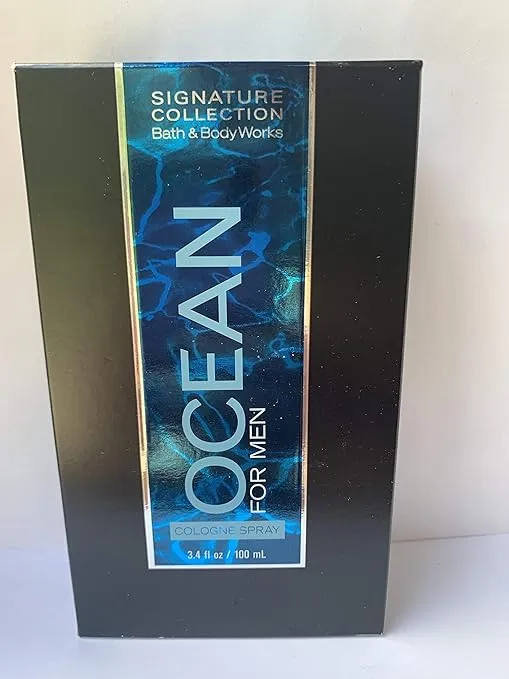 SIGNATURE
COLLECTION
Bath & Body Works
OCEAN
FOR MEN
COLOGNE SPRAY
3.4 fl oz / 100 mL